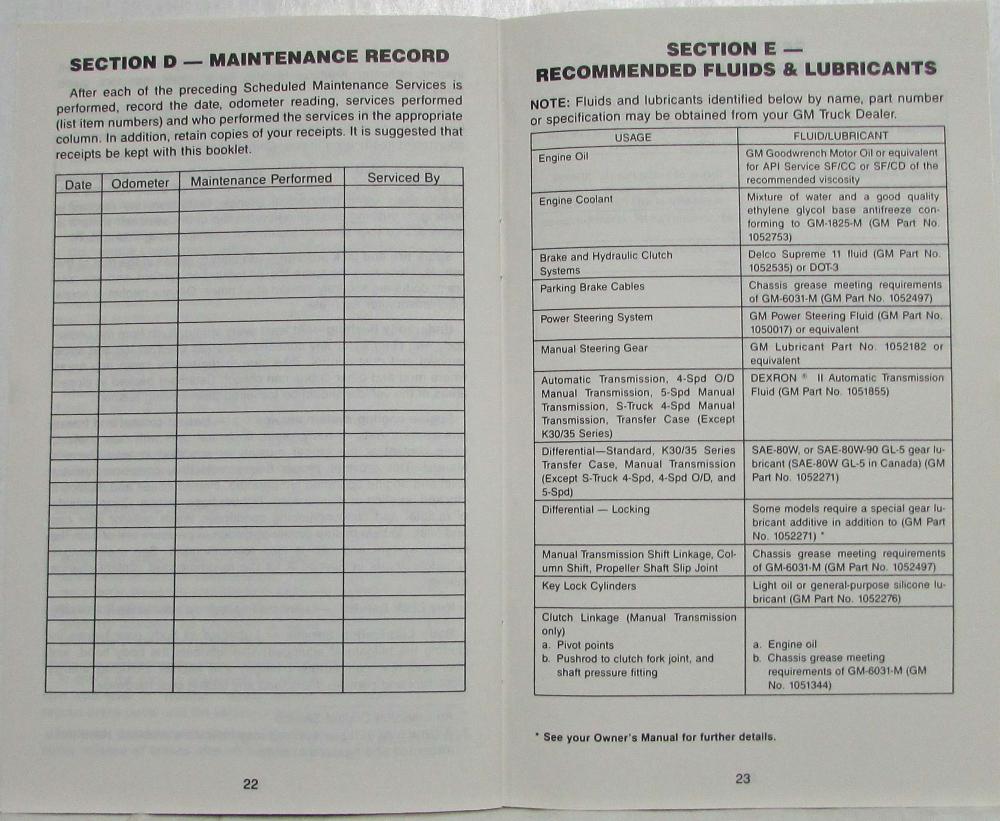 SECTION D — MAINTENANCE RECORD
After each of the preceding Scheduled Maintenance Services is
performed, record the date, odometer reading, services performed
(list item numbers) and who performed the services in the appropriate
column. In addition, retain copies of your receipts. It is suggested that
receipts be kept with this booklet.
Date Odometer Maintenance Performed Serviced By
22
SECTION E —
RECOMMENDED FLUIDS & LUBRICANTS
NOTE: Fluids and lubricants identified below by name, part number
or specification may be obtained from your GM Truck Dealer.
USAGE FLUID/LUBRICANT
Engine Oil
GM Goodwrench Motor Oil or equivalent
for API Service SF/CC or SF/CD of the
recommended viscosity
Engine Coolant
Mixture of water and a good quality
ethylene glycol base antifreeze con-
forming to GM-1825-M (GM Part No.
1052753)
Brake and Hydraulic Clutch
Systems
Delco Supreme 11 fluid (GM Part No.
1052535) or DOT-3
Parking Brake Cables
Chassis grease meeting requirements
of GM-6031-M (GM Part No. 1052497)
Power Steering System
GM Power Steering Fluid (GM Part No.
1050017) or equivalent
Manual Steering Gear
GM Lubricant Part No. 1052182 or
equivalent
Automatic Transmission, 4-Spd O/D
Manual Transmission, 5-Spd Manual
Transmission, S-Truck 4-Spd Manual
Transmission, Transfer Case (Except
K30/35 Series)
DEXRON ® II Automatic Transmission
Fluid (GM Part No. 1051855)
Differential—Standard, K30/35 Series
Transfer Case, Manual Transmission
(Except S-Truck 4-Spd, 4-Spd O/D, and
5-Spd)
SAE-80W, or SAE-80W-90 GL-5 gear lu-
bricant (SAE-80W GL-5 in Canada) (GM
Part No. 1052271)
Differential — Locking
Some models require a special gear lu-
bricant additive in addition to (GM Part
No. 1052271) *
Manual Transmission Shift Linkage, Col-
umn Shift, Propeller Shaft Slip Joint
Chassis grease meeting requirements
of GM-6031-M (GM Part No. 1052497)
Key Lock Cylinders
Light oil or general-purpose silicone lu-
bricant (GM Part No. 1052276)
Clutch Linkage (Manual Transmission
only)
a. Pivot points
b. Pushrod to clutch fork joint, and
shaft pressure fitting
a. Engine oil
b. Chassis grease meeting
requirements of GM-6031-M (GM
No. 1051344)
* See your Owner's Manual for further details.
23